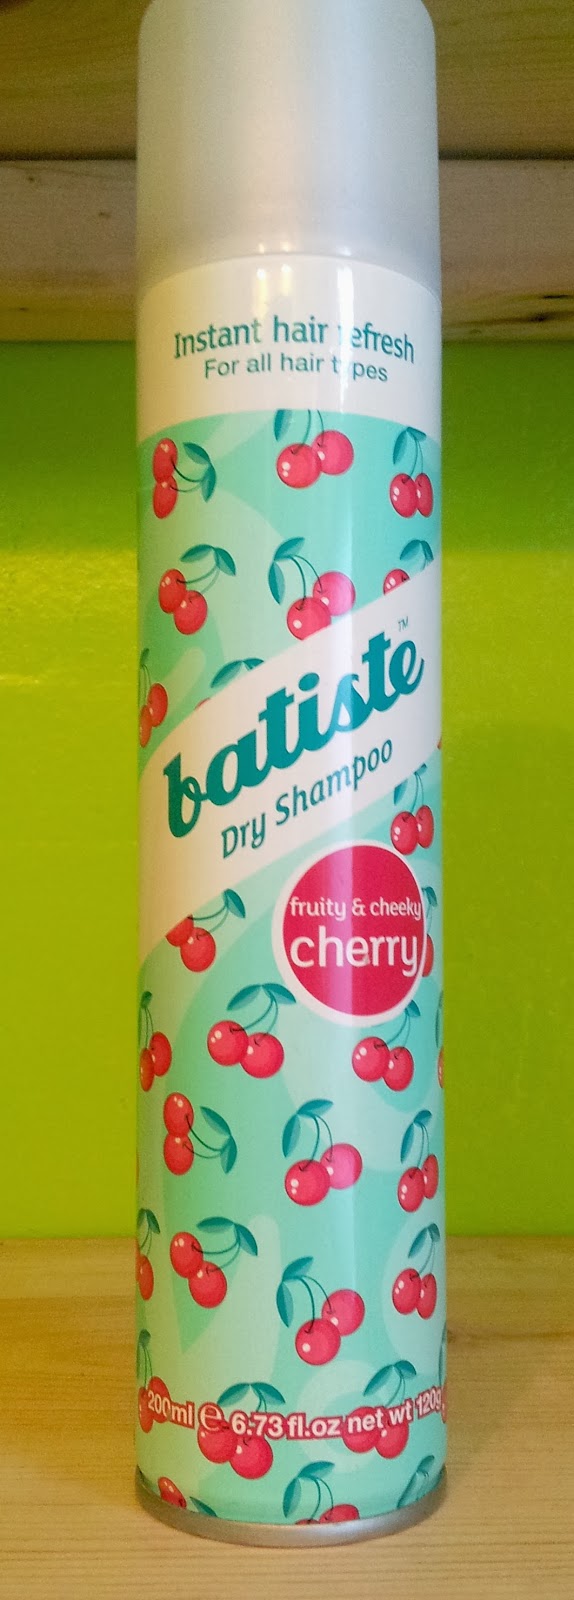 Instant hair refresh
For all hair types
batiste™
Dry Shampoo
fruity & cheeky
cherry
200ml ℮ 6.73 fl.oz net wt 120g